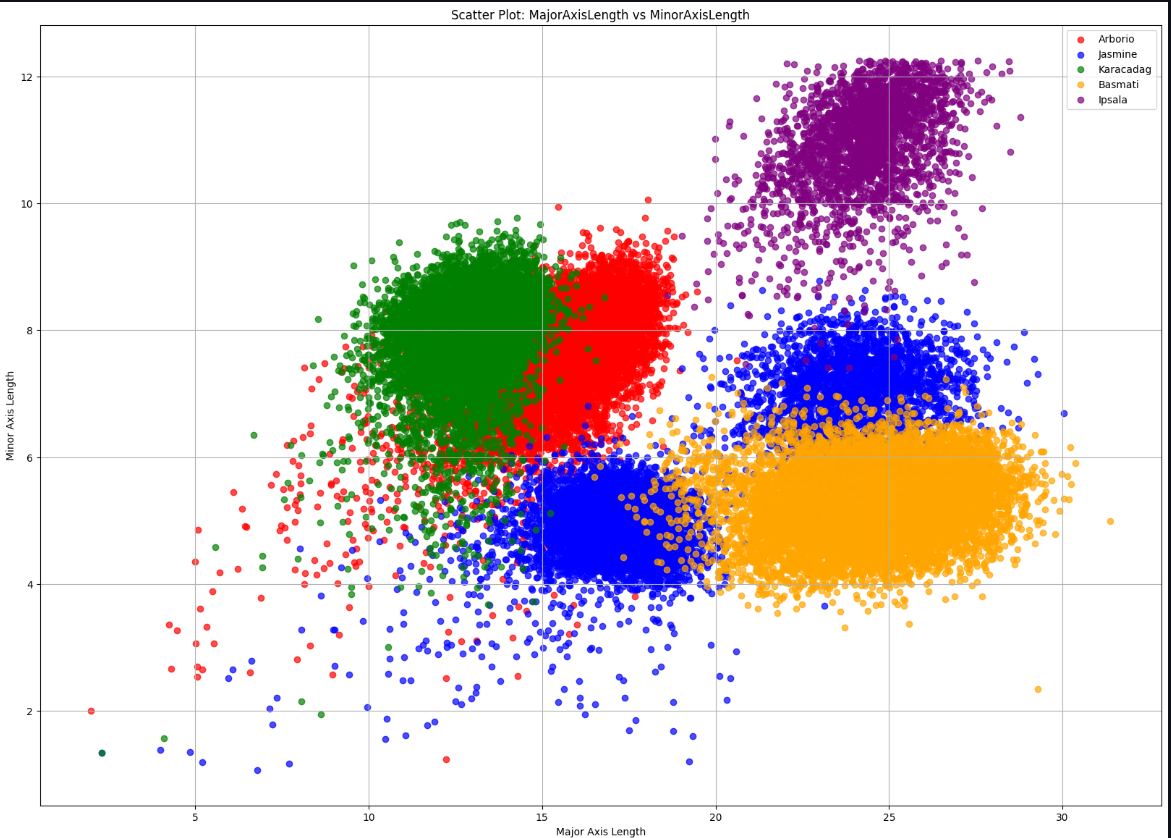 Scatter Plot: MajorAxisLength vs MinorAxisLength
Arborio
Jasmine
Karacadag
Basmati
Ipsala
12
10
8
6
4
2
Minor Axis Length
5
10
15
20
25
30
Major Axis Length